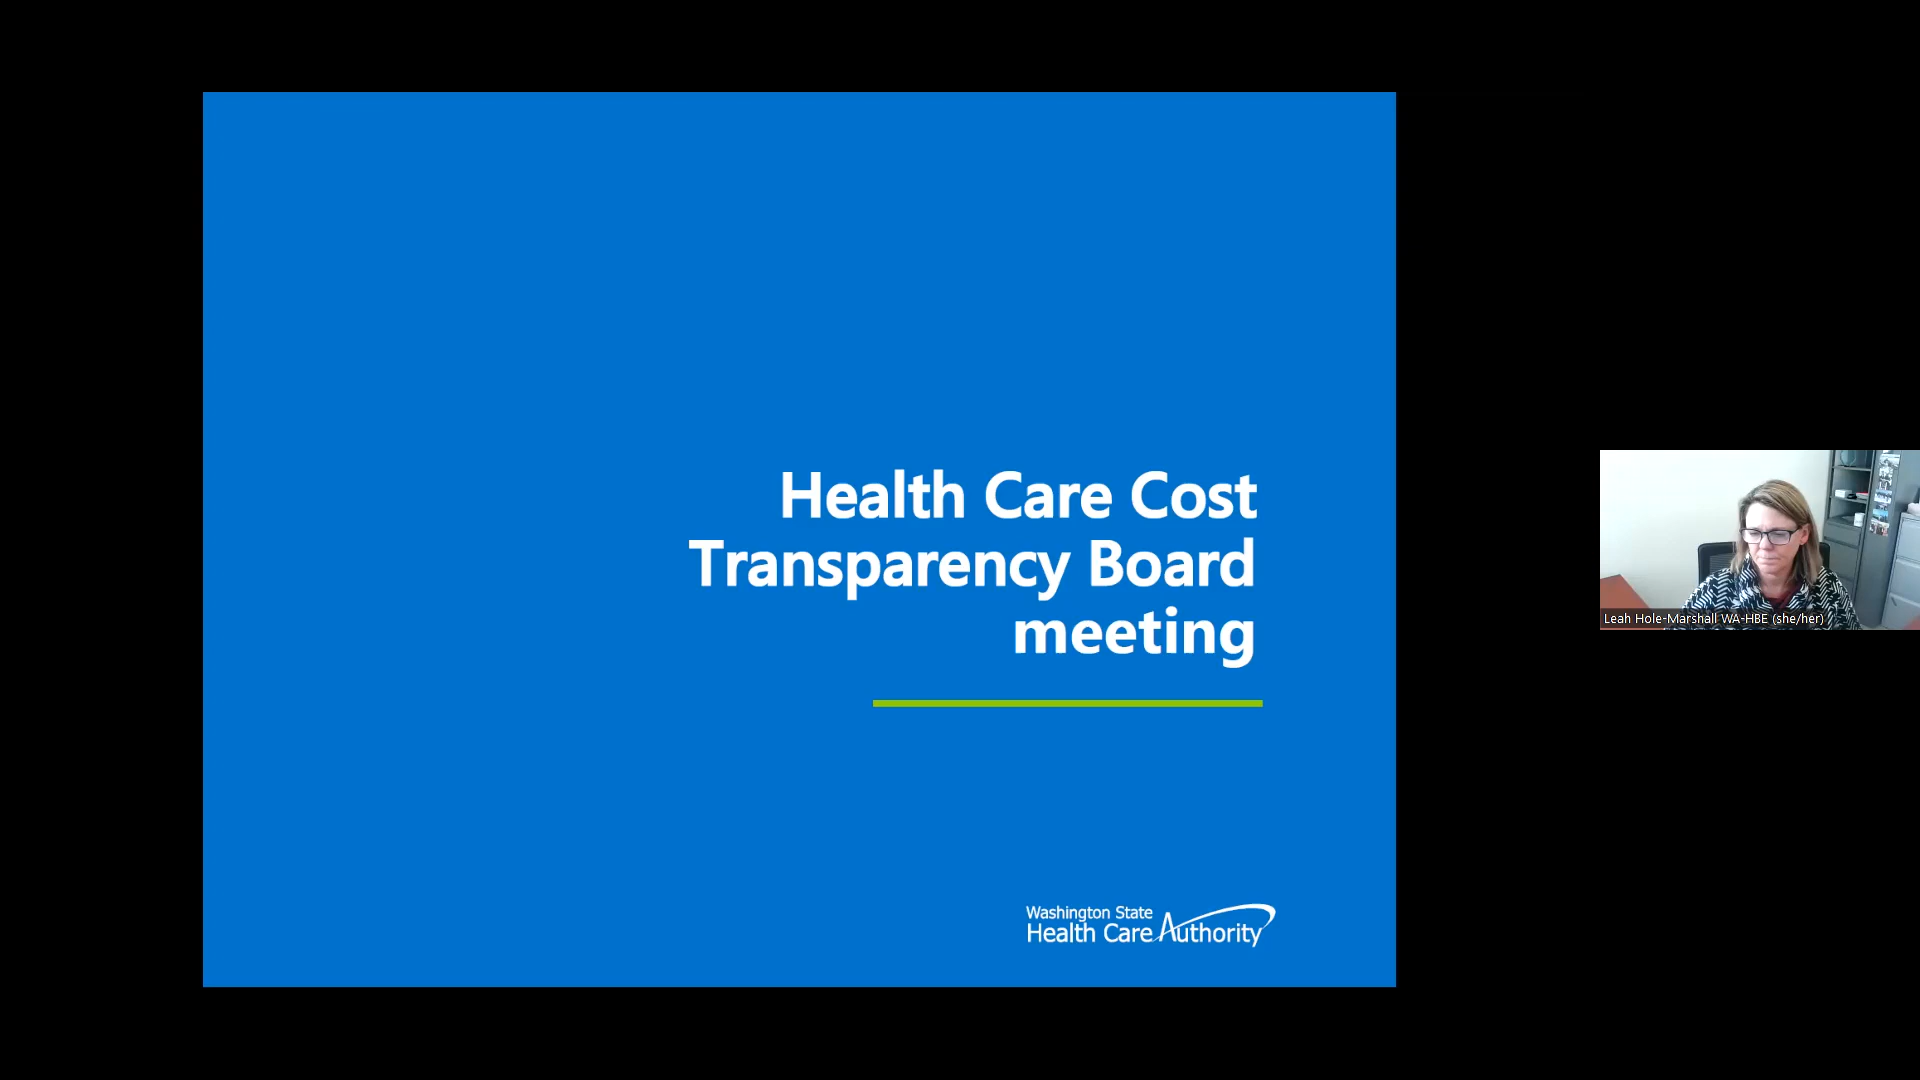 Health Care Cost
Transparency Board
meeting
Washington State
Health Care Authority
Leah Hole-Marshall WA-HBE (she/her)